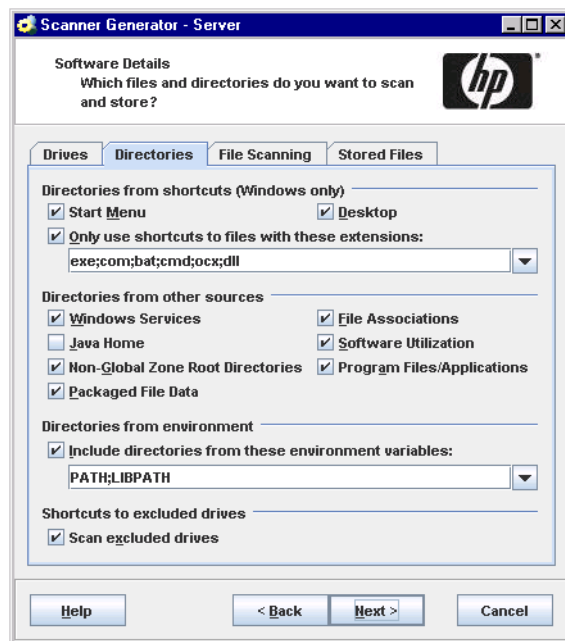 Scanner Generator - Server
Software Details
Which files and directories do you want to scan
and store?
hp
Drives Directories File Scanning Stored Files
Directories from shortcuts (Windows only)
Start Menu Desktop
Only use shortcuts to files with these extensions:
exe;com;bat;cmd;ocx;dll
Directories from other sources
Windows Services File Associations
Java Home Software Utilization
Non-Global Zone Root Directories Program Files/Applications
Packaged File Data
Directories from environment
Include directories from these environment variables:
PATH;LIBPATH
Shortcuts to excluded drives
Scan excluded drives
Help < Back Next > Cancel